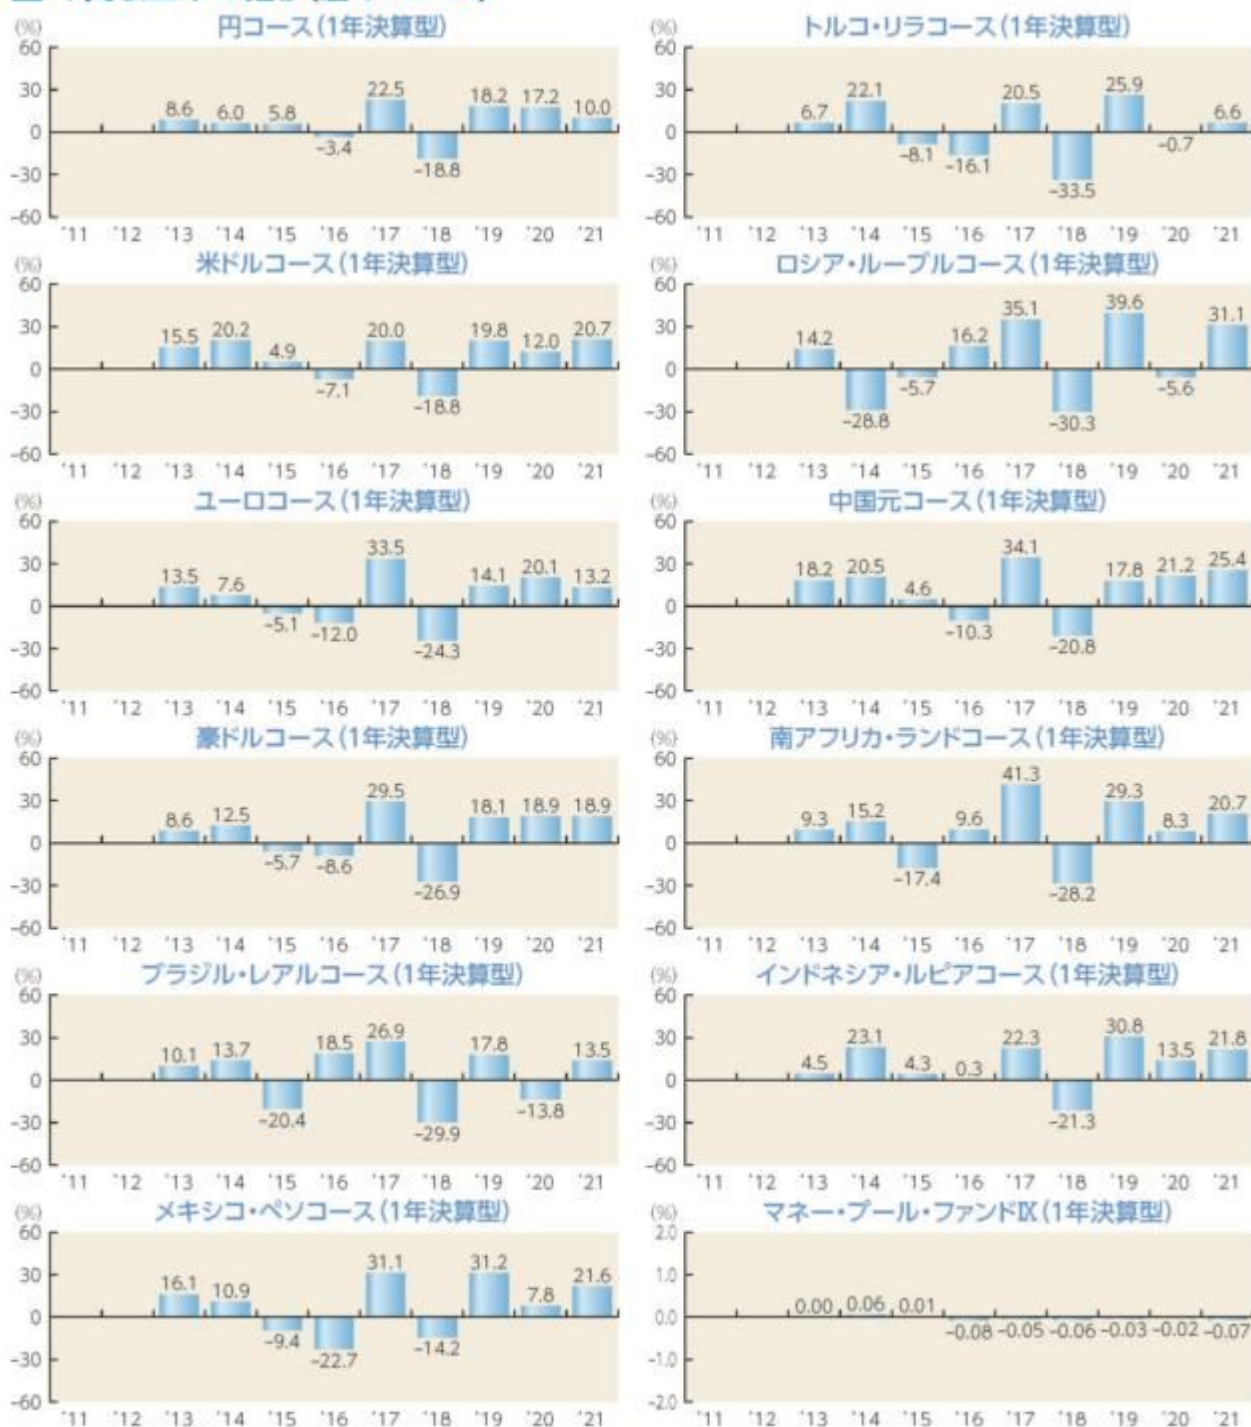 (%) 円コース(1年決算型)
60
30
0
-30
-60
8.6 6.0 5.8 -3.4 22.5 -18.8 18.2 17.2 10.0
'11 '12 '13 '14 '15 '16 '17 '18 '19 '20 '21
(%) トルコ・リラコース(1年決算型)
60
30
0
-30
-60
6.7 22.1 -8.1 -16.1 20.5 -33.5 25.9 -0.7 6.6
'11 '12 '13 '14 '15 '16 '17 '18 '19 '20 '21
(%) 米ドルコース(1年決算型)
60
30
0
-30
-60
15.5 20.2 4.9 -7.1 20.0 -18.8 19.8 12.0 20.7
'11 '12 '13 '14 '15 '16 '17 '18 '19 '20 '21
(%) ロシア・ルーブルコース(1年決算型)
60
30
0
-30
-60
14.2 -28.8 -5.7 16.2 35.1 -30.3 39.6 -5.6 31.1
'11 '12 '13 '14 '15 '16 '17 '18 '19 '20 '21
(%) ユーロコース(1年決算型)
60
30
0
-30
-60
13.5 7.6 -5.1 -12.0 33.5 -24.3 14.1 20.1 13.2
'11 '12 '13 '14 '15 '16 '17 '18 '19 '20 '21
(%) 中国元コース(1年決算型)
60
30
0
-30
-60
18.2 20.5 4.6 -10.3 34.1 -20.8 17.8 21.2 25.4
'11 '12 '13 '14 '15 '16 '17 '18 '19 '20 '21
(%) 豪ドルコース(1年決算型)
60
30
0
-30
-60
8.6 12.5 -5.7 -8.6 29.5 -26.9 18.1 18.9 18.9
'11 '12 '13 '14 '15 '16 '17 '18 '19 '20 '21
(%) 南アフリカ・ランドコース(1年決算型)
60
30
0
-30
-60
9.3 15.2 -17.4 9.6 41.3 -28.2 29.3 8.3 20.7
'11 '12 '13 '14 '15 '16 '17 '18 '19 '20 '21
(%) ブラジル・レアルコース(1年決算型)
60
30
0
-30
-60
10.1 13.7 -20.4 18.5 26.9 -29.9 17.8 -13.8 13.5
'11 '12 '13 '14 '15 '16 '17 '18 '19 '20 '21
(%) インドネシア・ルピアコース(1年決算型)
60
30
0
-30
-60
4.5 23.1 4.3 0.3 22.3 -21.3 30.8 13.5 21.8
'11 '12 '13 '14 '15 '16 '17 '18 '19 '20 '21
(%) メキシコ・ペソコース(1年決算型)
60
30
0
-30
-60
16.1 10.9 -9.4 -22.7 31.1 -14.2 31.2 7.8 21.6
'11 '12 '13 '14 '15 '16 '17 '18 '19 '20 '21
(%) マネー・プール・ファンドⅨ(1年決算型)
2.0
1.0
0.0
-1.0
-2.0
0.00 0.06 0.01 -0.08 -0.05 -0.06 -0.03 -0.02 -0.07
'11 '12 '13 '14 '15 '16 '17 '18 '19 '20 '21